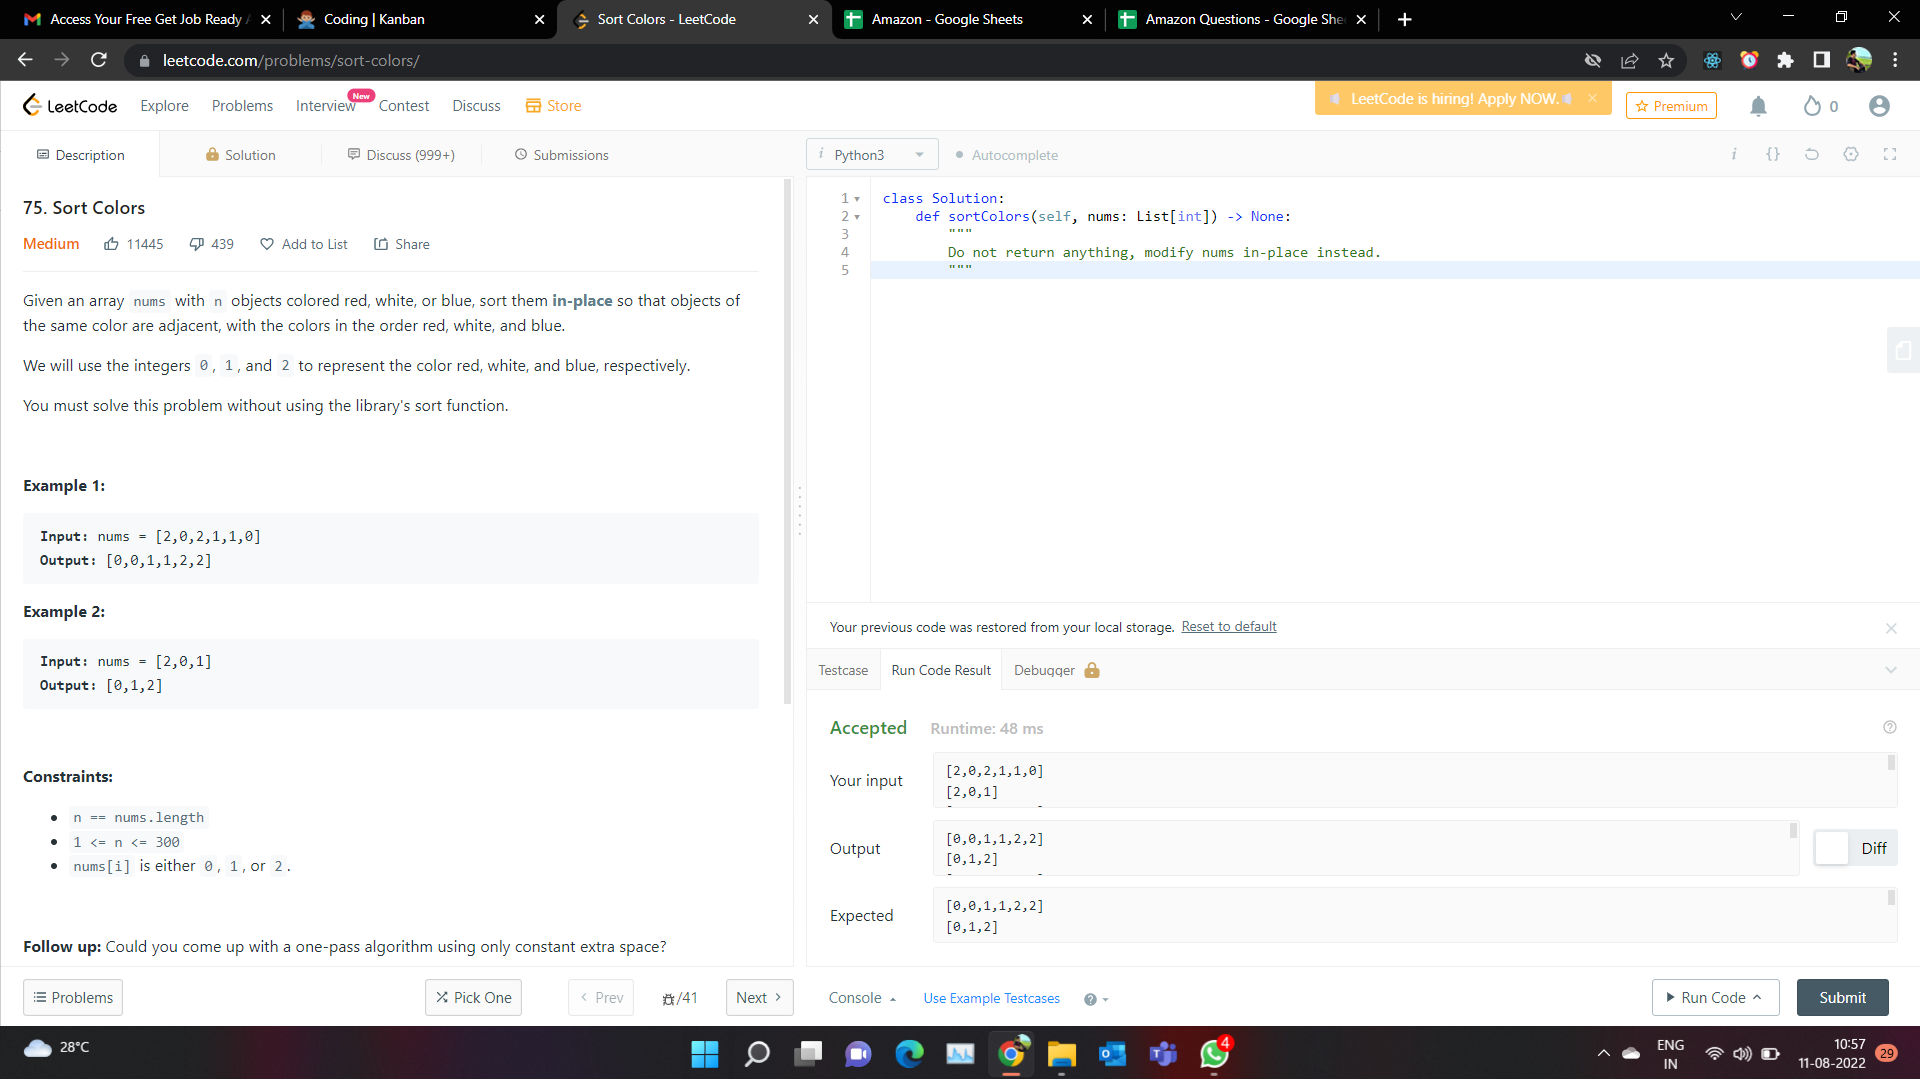 Access Your Free Get Job Ready
Coding | Kanban
Sort Colors - LeetCode
Amazon - Google Sheets
Amazon Questions - Google She
leetcode.com/problems/sort-colors/
LeetCode
Explore
Problems
Interview
New
Contest
Discuss
Store
LeetCode is hiring! Apply NOW.
Premium
0
Description
Solution
Discuss (999+)
Submissions
Python3
Autocomplete
75. Sort Colors
Medium
11445
439
Add to List
Share
Given an array nums with n objects colored red, white, or blue, sort them in-place so that objects of
the same color are adjacent, with the colors in the order red, white, and blue.
We will use the integers 0, 1, and 2 to represent the color red, white, and blue, respectively.
You must solve this problem without using the library's sort function.
Example 1:
Input: nums = [2,0,2,1,1,0]
Output: [0,0,1,1,2,2]
Example 2:
Input: nums = [2,0,1]
Output: [0,1,2]
Constraints:
n == nums.length
1 <= n <= 300
nums[i] is either 0, 1, or 2.
Follow up: Could you come up with a one-pass algorithm using only constant extra space?
1 class Solution:
2 def sortColors(self, nums: List[int]) -> None:
3 """
4 Do not return anything, modify nums in-place instead.
5 """
Your previous code was restored from your local storage. Reset to default
Testcase
Run Code Result
Debugger
Accepted
Runtime: 48 ms
Your input
[2,0,2,1,1,0]
[2,0,1]
Output
[0,0,1,1,2,2]
[0,1,2]
Diff
Expected
[0,0,1,1,2,2]
[0,1,2]
Problems
Pick One
Prev
/41
Next
Console
Use Example Testcases
Run Code
Submit
28°C
4
ENG
IN
10:57
11-08-2022
29